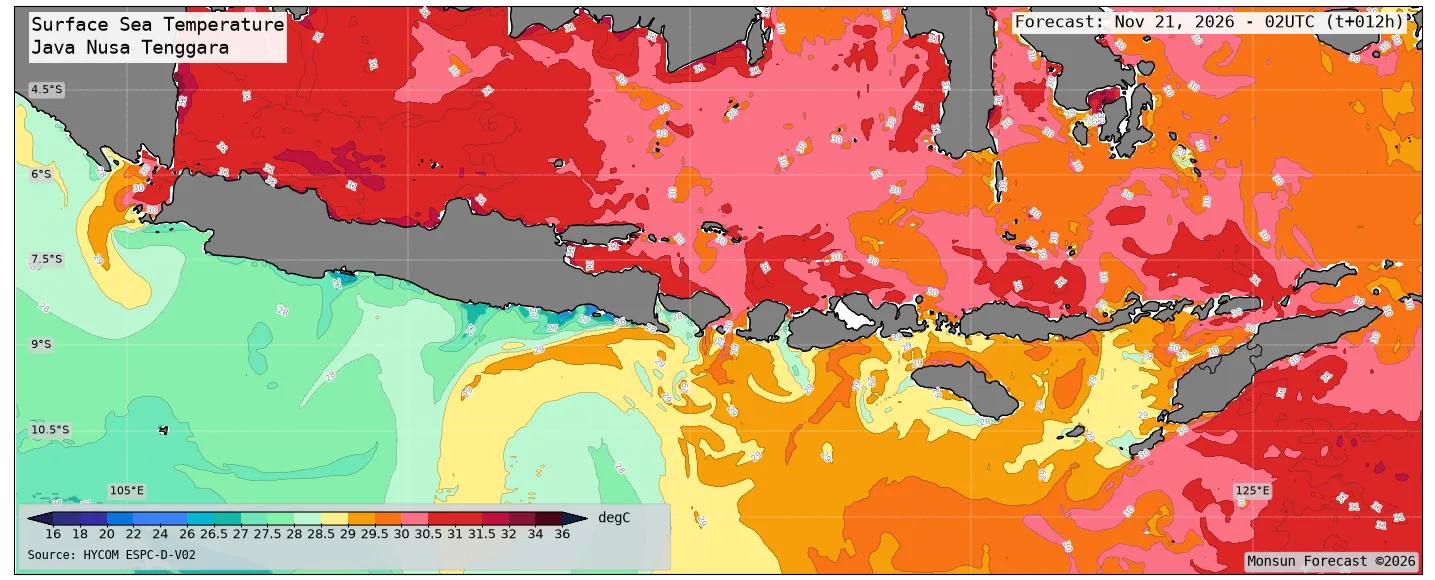 Surface Sea Temperature
Java Nusa Tenggara
Forecast: Nov 21, 2026 - 02UTC (t+012h)
4.5°S
6°S
7.5°S
9°S
10.5°S
105°E
125°E
degC
16 18 20 22 24 26 26.5 27 27.5 28 28.5 29 29.5 30 30.5 31 31.5 32 34 36
Source: HYCOM ESPC-D-V02
Monsun Forecast ©2026